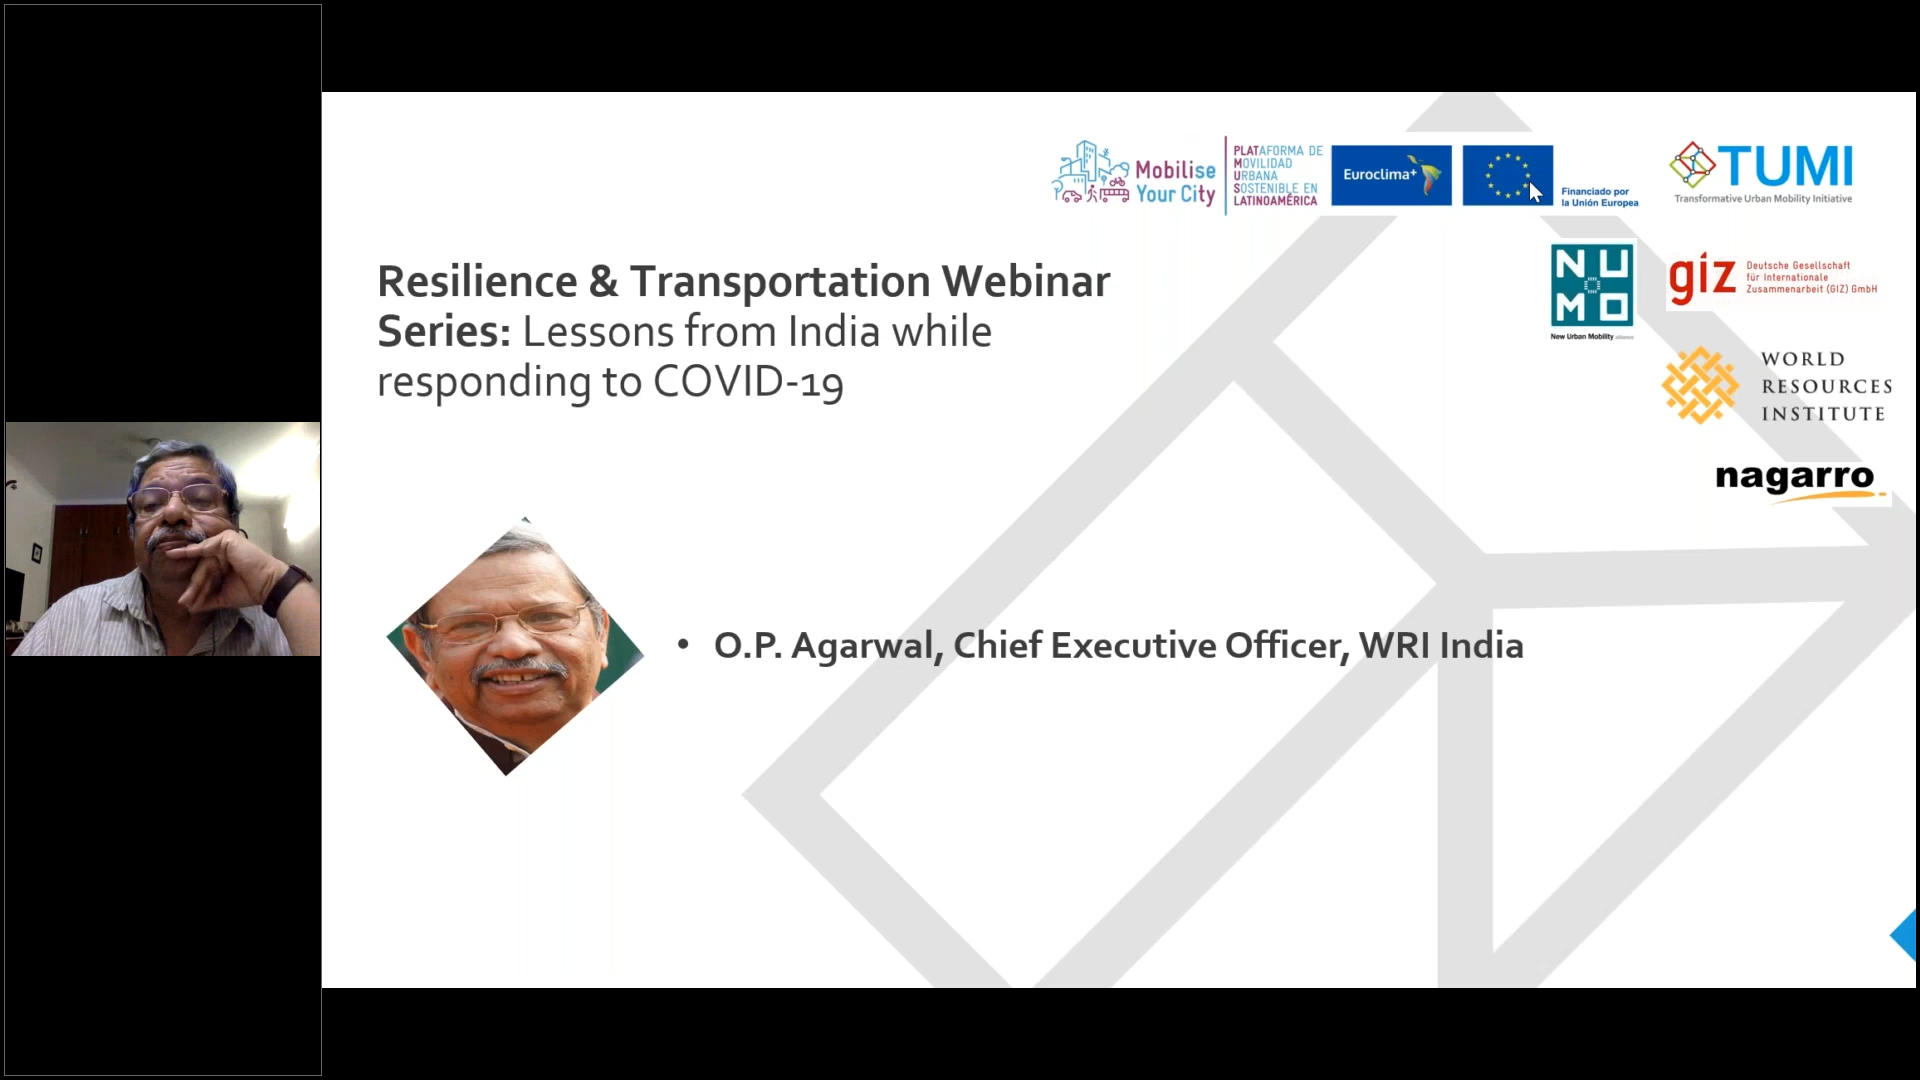 Mobilise
Your City
PLATAFORMA DE
MOVILIDAD
URBANA
SOSTENIBLE EN
LATINOAMÉRICA
Euroclima+
Financiado por
la Unión Europea
TUMI
Transformative Urban Mobility Initiative
Resilience & Transportation Webinar
Series: Lessons from India while
responding to COVID-19
NU
MO
New Urban Mobility alliance
giz
Deutsche Gesellschaft
für Internationale
Zusammenarbeit (GIZ) GmbH
WORLD
RESOURCES
INSTITUTE
nagarro
• O.P. Agarwal, Chief Executive Officer, WRI India